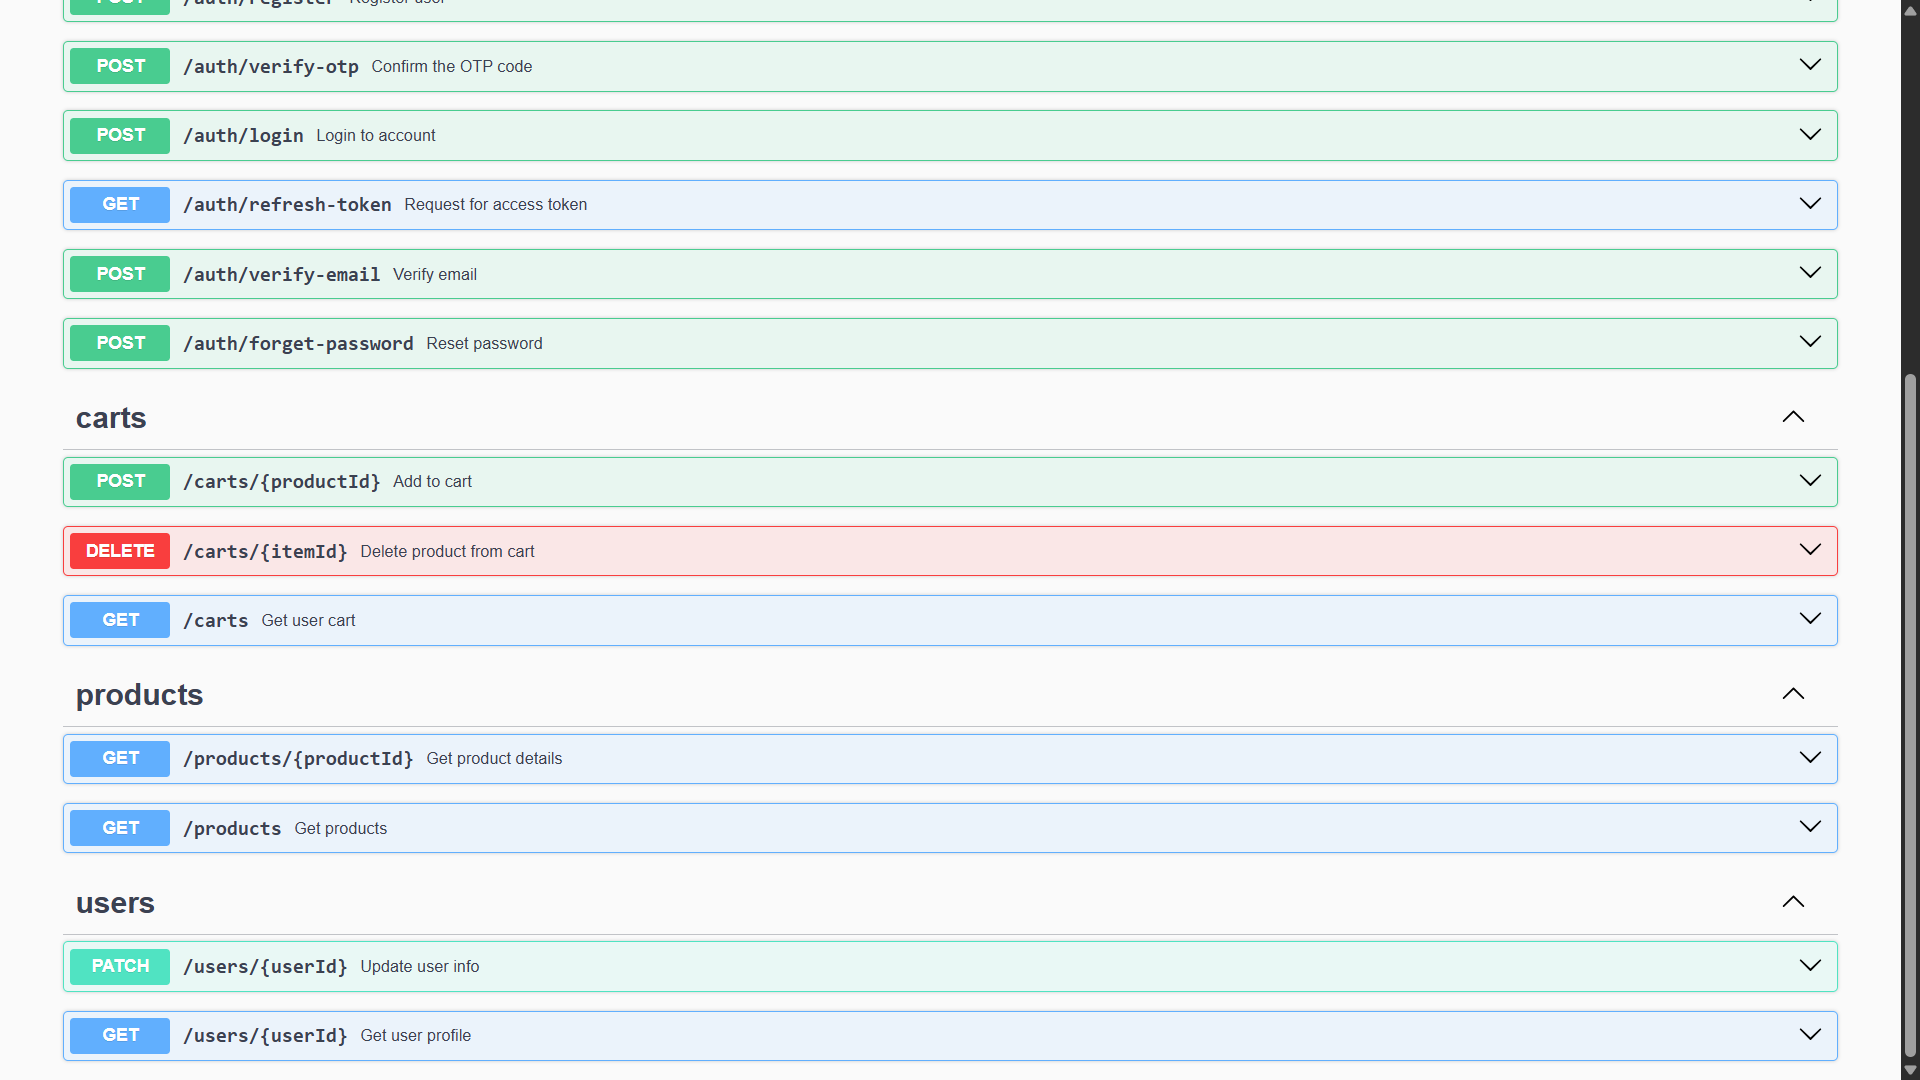 POST /auth/register Register user
POST /auth/verify-otp Confirm the OTP code
POST /auth/login Login to account
GET /auth/refresh-token Request for access token
POST /auth/verify-email Verify email
POST /auth/forget-password Reset password
carts
POST /carts/{productId} Add to cart
DELETE /carts/{itemId} Delete product from cart
GET /carts Get user cart
products
GET /products/{productId} Get product details
GET /products Get products
users
PATCH /users/{userId} Update user info
GET /users/{userId} Get user profile